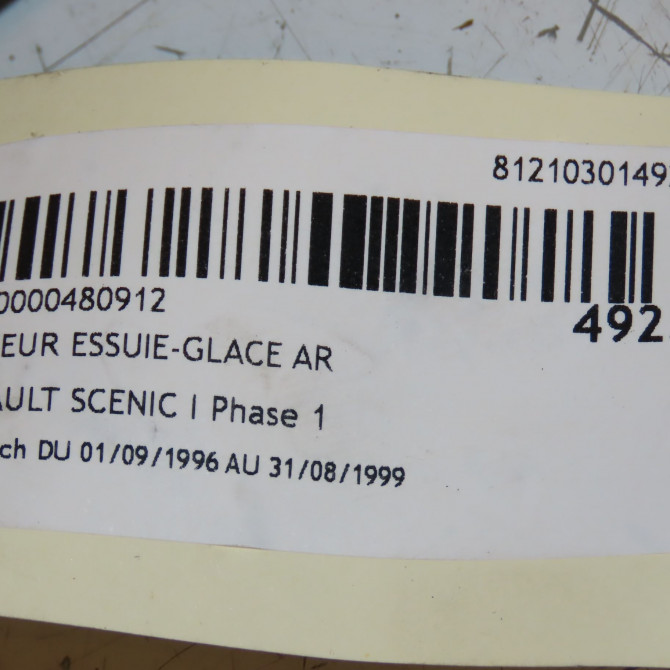 8121030149
0000480912
492
EUR ESSUIE-GLACE AR
AULT SCENIC I Phase 1
ch DU 01/09/1996 AU 31/08/1999